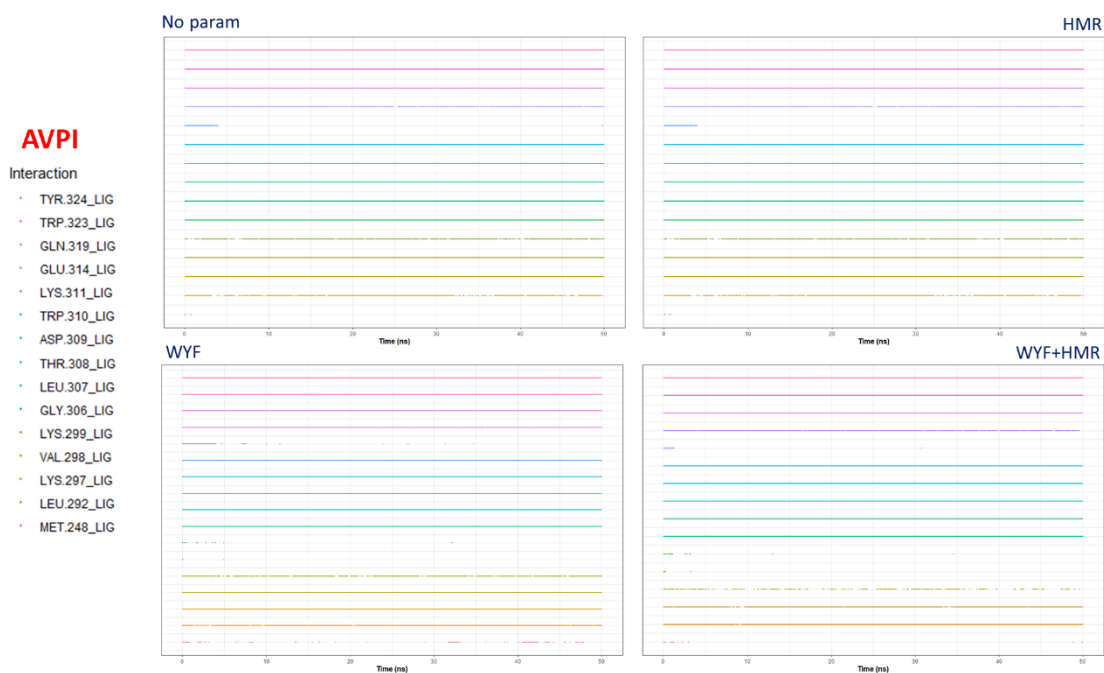 No param
HMR
AVPI
Interaction
TYR.324_LIG
TRP.323_LIG
GLN.319_LIG
GLU.314_LIG
LYS.311_LIG
TRP.310_LIG
ASP.309_LIG
THR.308_LIG
LEU.307_LIG
GLY.306_LIG
LYS.299_LIG
VAL.298_LIG
LYS.297_LIG
LEU.292_LIG
MET.248_LIG
0 10 20 30 40 50
Time (ns)
0 10 20 30 40 50
Time (ns)
WYF
WYF+HMR
0 10 20 30 40 50
Time (ns)
0 10 20 30 40 50
Time (ns)